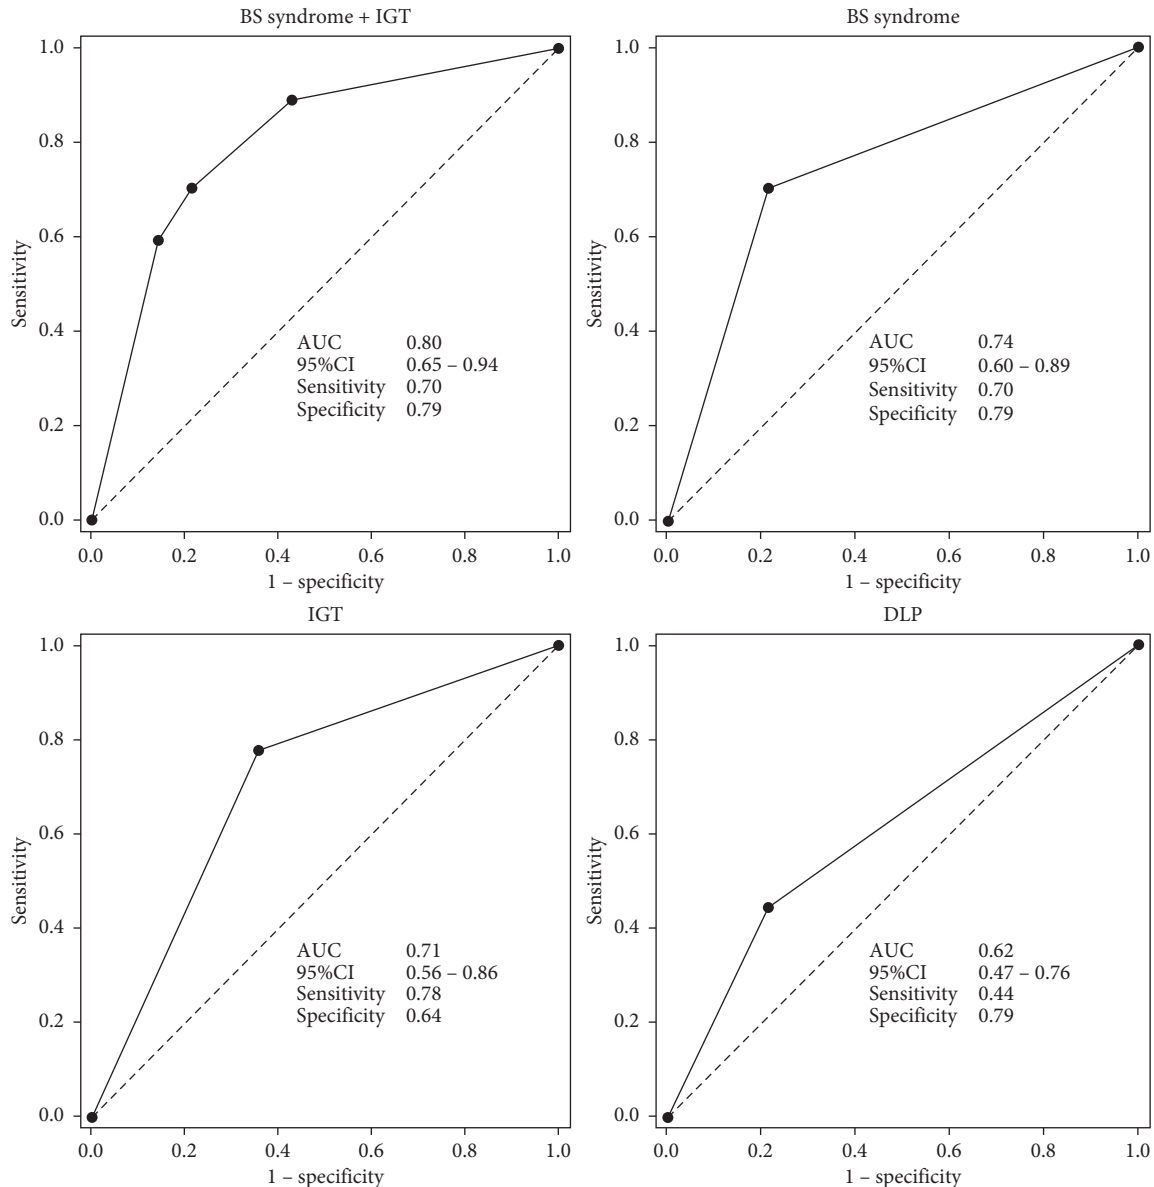 BS syndrome + IGT
1.0
0.8
0.6
0.4
0.2
0.0
Sensitivity
AUC 0.80
95%CI 0.65 – 0.94
Sensitivity 0.70
Specificity 0.79
0.0 0.2 0.4 0.6 0.8 1.0
1 – specificity
BS syndrome
1.0
0.8
0.6
0.4
0.2
0.0
Sensitivity
AUC 0.74
95%CI 0.60 – 0.89
Sensitivity 0.70
Specificity 0.79
0.0 0.2 0.4 0.6 0.8 1.0
1 – specificity
IGT
1.0
0.8
0.6
0.4
0.2
0.0
Sensitivity
AUC 0.71
95%CI 0.56 – 0.86
Sensitivity 0.78
Specificity 0.64
0.0 0.2 0.4 0.6 0.8 1.0
1 – specificity
DLP
1.0
0.8
0.6
0.4
0.2
0.0
Sensitivity
AUC 0.62
95%CI 0.47 – 0.76
Sensitivity 0.44
Specificity 0.79
0.0 0.2 0.4 0.6 0.8 1.0
1 – specificity